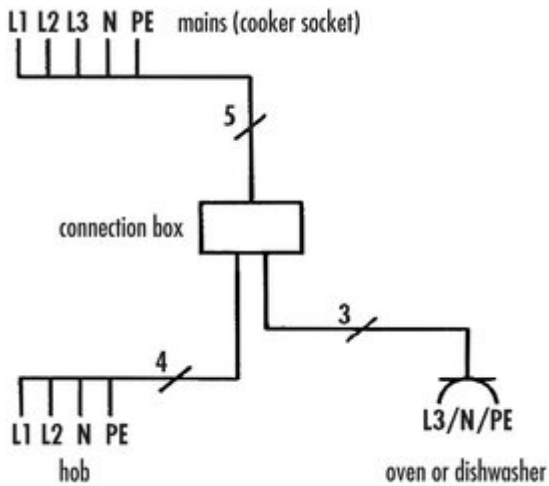 L1 L2 L3 N PE mains (cooker socket)
5
connection box
3
4
L1 L2 N PE
L3/N/PE
hob
oven or dishwasher